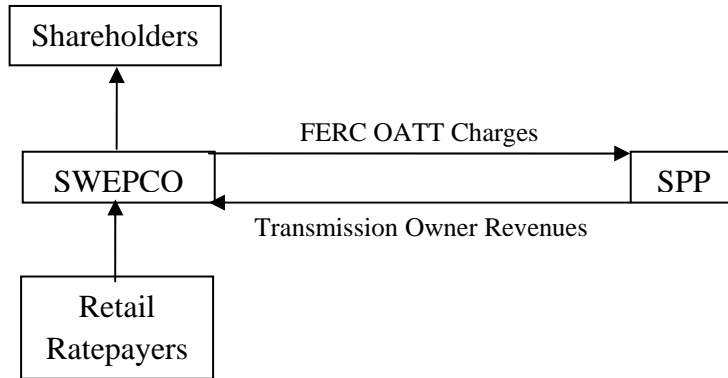 Shareholders
FERC OATT Charges
SWEPCO
SPP
Transmission Owner Revenues
Retail
Ratepayers